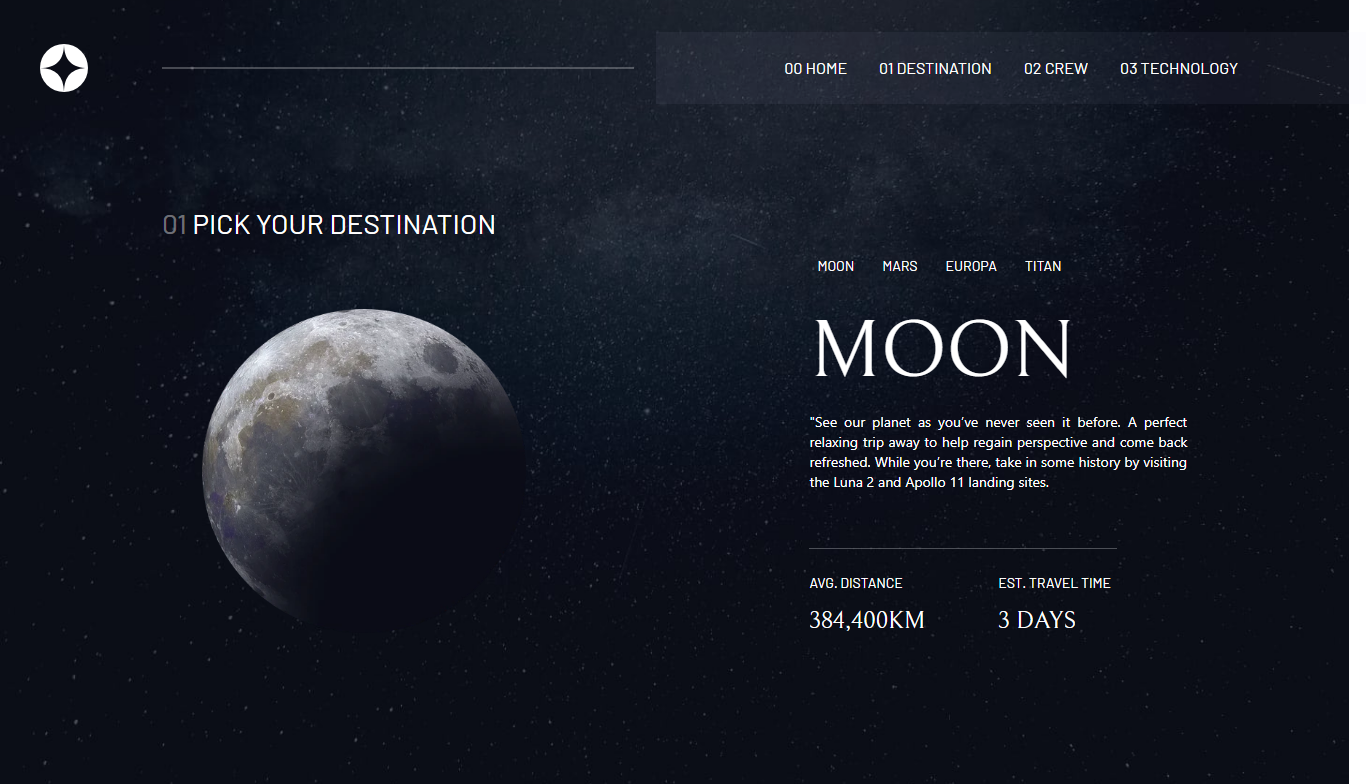 00 HOME 01 DESTINATION 02 CREW 03 TECHNOLOGY
01 PICK YOUR DESTINATION
MOON MARS EUROPA TITAN
MOON
"See our planet as you’ve never seen it before. A perfect
relaxing trip away to help regain perspective and come back
refreshed. While you’re there, take in some history by visiting
the Luna 2 and Apollo 11 landing sites.
AVG. DISTANCE EST. TRAVEL TIME
384,400KM 3 DAYS